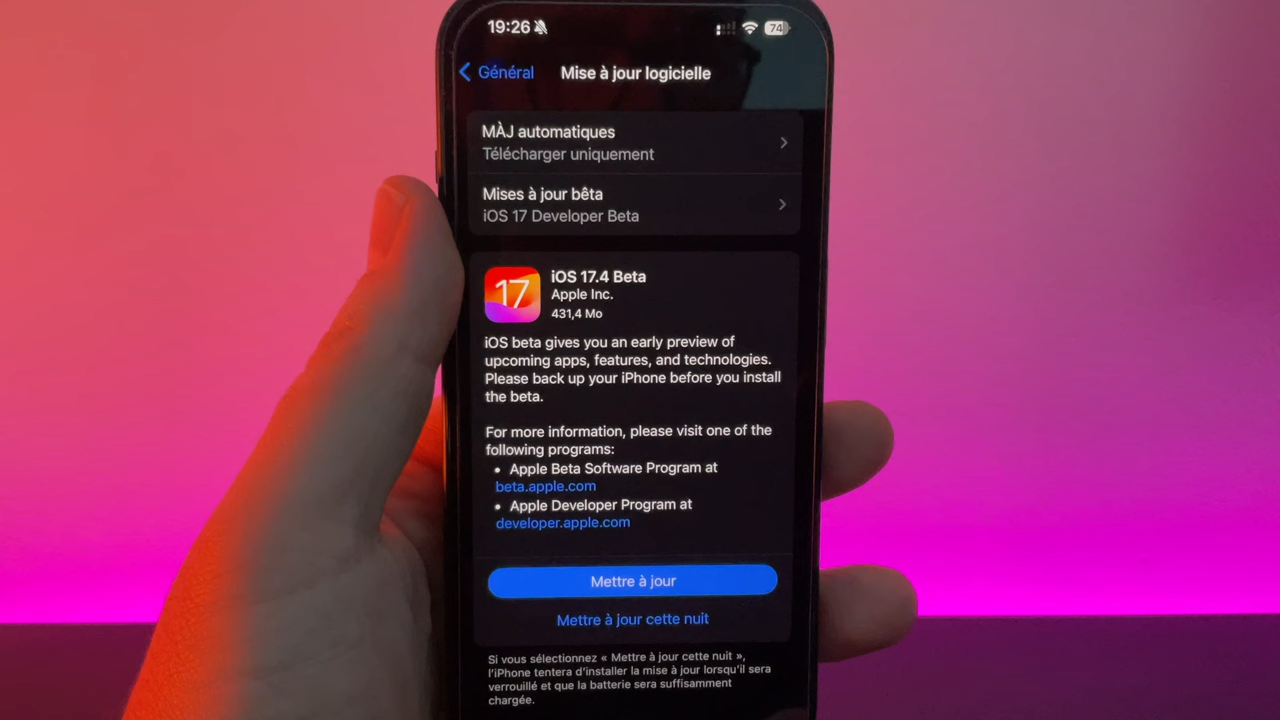 19:26
74
Général
Mise à jour logicielle
MÀJ automatiques
Télécharger uniquement
Mises à jour bêta
iOS 17 Developer Beta
17
iOS 17.4 Beta
Apple Inc.
431,4 Mo
iOS beta gives you an early preview of
upcoming apps, features, and technologies.
Please back up your iPhone before you install
the beta.
For more information, please visit one of the
following programs:
• Apple Beta Software Program at
beta.apple.com
• Apple Developer Program at
developer.apple.com
Mettre à jour
Mettre à jour cette nuit
Si vous sélectionnez « Mettre à jour cette nuit »,
l’iPhone tentera d’installer la mise à jour lorsqu’il sera
verrouillé et que la batterie sera suffisamment
chargée.